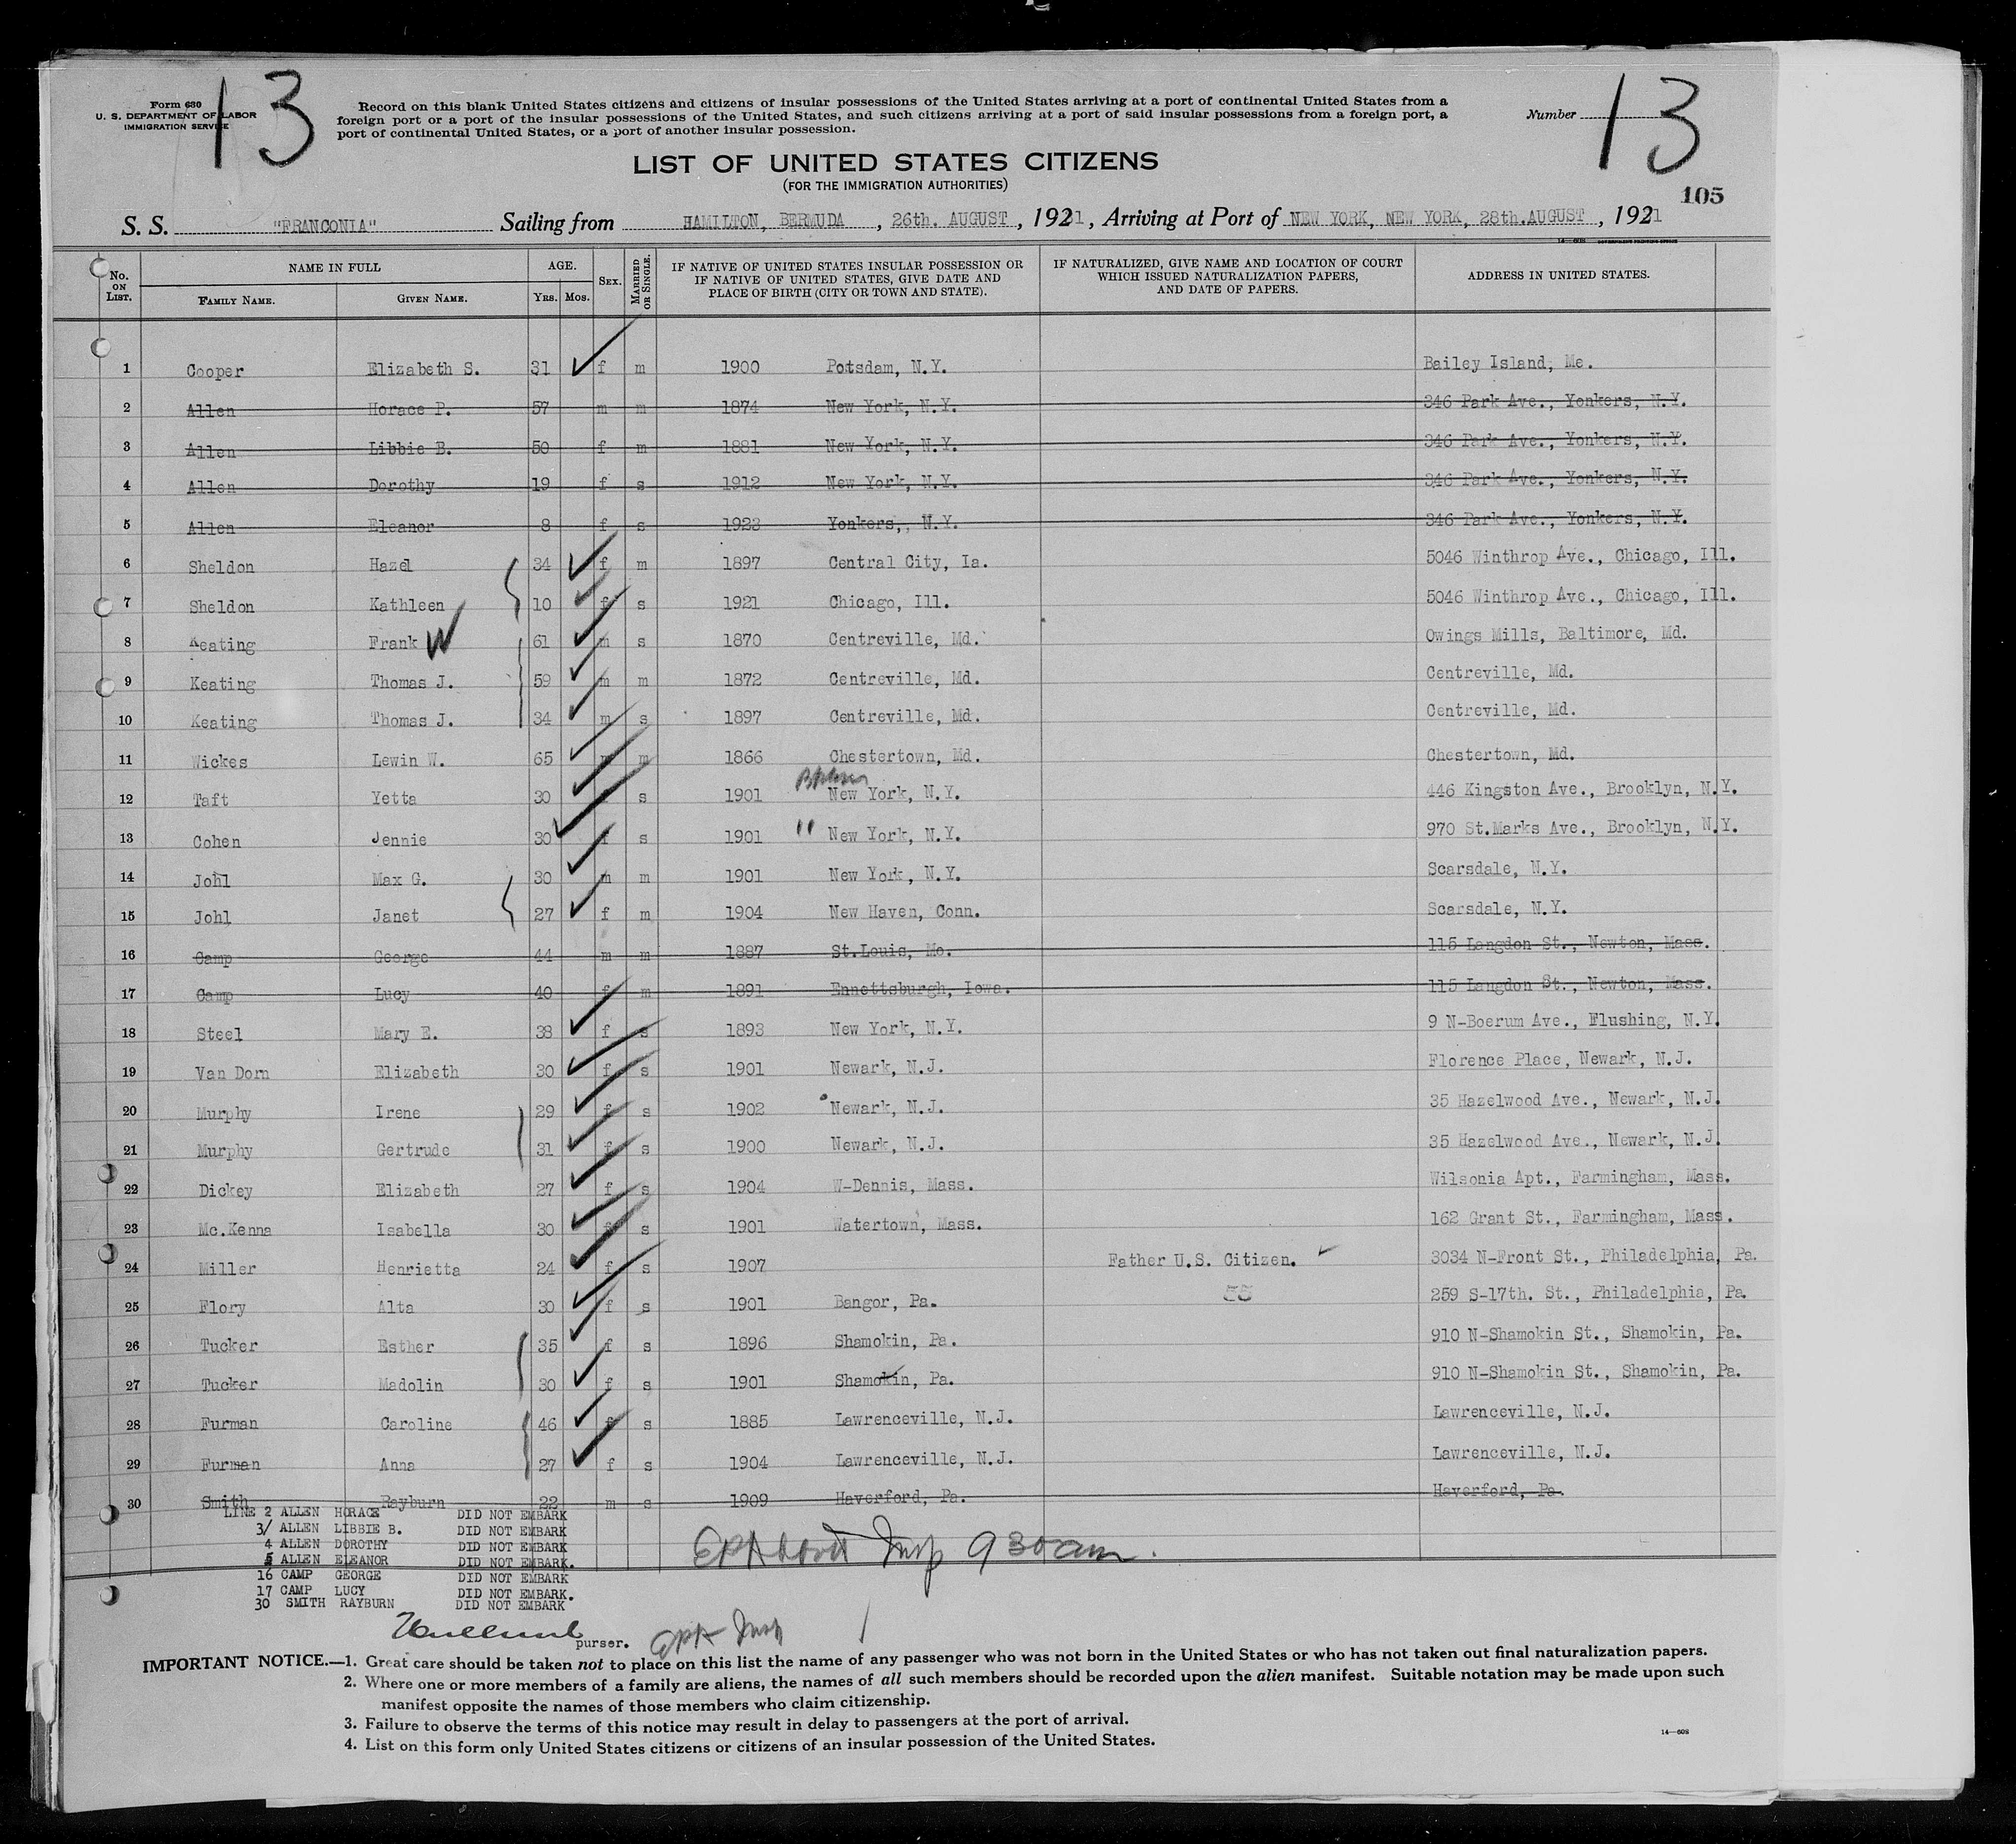 13
13
Form 630
U. S. DEPARTMENT OF LABOR
IMMIGRATION SERVICE
Record on this blank United States citizens and citizens of insular possessions of the United States arriving at a port of continental United States from a
foreign port or a port of the insular possessions of the United States, and such citizens arriving at a port of said insular possessions from a foreign port, a
port of continental United States, or a port of another insular possession.
Number
LIST OF UNITED STATES CITIZENS
(FOR THE IMMIGRATION AUTHORITIES)
105
S. S. "FRANCONIA" Sailing from HAMILTON, BERMUDA, 26th. AUGUST, 1921, Arriving at Port of NEW YORK, NEW YORK, 28th.AUGUST, 1921
No. ON LIST. NAME IN FULL AGE. SEX. MARRIED OR SINGLE. IF NATIVE OF UNITED STATES INSULAR POSSESSION OR IF NATIVE OF UNITED STATES, GIVE DATE AND PLACE OF BIRTH (CITY OR TOWN AND STATE). IF NATURALIZED, GIVE NAME AND LOCATION OF COURT WHICH ISSUED NATURALIZATION PAPERS, AND DATE OF PAPERS. ADDRESS IN UNITED STATES.
FAMILY NAME. GIVEN NAME. YRS. MOS.
1 Cooper Elizabeth S. 31 f m 1900 Potsdam, N.Y. Bailey Island, Me.
2 Allen Horace P. 57 m m 1874 New York, N.Y. 346 Park Ave., Yonkers, N.Y.
3 Allen Libbie B. 50 f m 1881 New York, N.Y. 346 Park Ave., Yonkers, N.Y.
4 Allen Dorothy 19 f s 1912 New York, N.Y. 346 Park Ave., Yonkers, N.Y.
5 Allen Eleanor 8 f s 1923 Yonkers, N.Y. 346 Park Ave., Yonkers, N.Y.
6 Sheldon Hazel 34 f m 1897 Central City, Ia. 5046 Winthrop Ave., Chicago, Ill.
7 Sheldon Kathleen 10 f s 1921 Chicago, Ill. 5046 Winthrop Ave., Chicago, Ill.
8 Keating Frank W 61 m s 1870 Centreville, Md. Owings Mills, Baltimore, Md.
9 Keating Thomas J. 59 m m 1872 Centreville, Md. Centreville, Md.
10 Keating Thomas J. 34 m s 1897 Centreville, Md. Centreville, Md.
11 Wickes Lewin W. 65 m 1866 Chestertown, Md. Chestertown, Md.
12 Taft Yetta 30 s 1901 New York, N.Y. 446 Kingston Ave., Brooklyn, N.Y.
13 Cohen Jennie 30 f s 1901 " New York, N.Y. 970 St.Marks Ave., Brooklyn, N.Y.
14 Johl Max G. 30 m m 1901 New York, N.Y. Scarsdale, N.Y.
15 Johl Janet 27 f m 1904 New Haven, Conn. Scarsdale, N.Y.
16 Camp George 44 m m 1887 St.Louis, Mo. 115 Langdon St., Newton, Mass.
17 Camp Lucy 40 f m 1891 Ennettsburgh, Iowa. 115 Langdon St., Newton, Mass.
18 Steel Mary E. 38 f s 1893 New York, N.Y. 9 N-Boerum Ave., Flushing, N.Y.
19 Van Dorn Elizabeth 30 f s 1901 Newark, N.J. Florence Place, Newark, N.J.
20 Murphy Irene 29 f s 1902 Newark, N.J. 35 Hazelwood Ave., Newark, N.J.
21 Murphy Gertrude 31 f s 1900 Newark, N.J. 35 Hazelwood Ave., Newark, N.J.
22 Dickey Elizabeth 27 f s 1904 W-Dennis, Mass. Wilsonia Apt., Farmingham, Mass.
23 Mc.Kenna Isabella 30 f s 1901 Watertown, Mass. 162 Grant St., Farmingham, Mass.
24 Miller Henrietta 24 f s 1907 Father U.S. Citizen. 3034 N-Front St., Philadelphia, Pa.
25 Flory Alta 30 f s 1901 Bangor, Pa. 259 S-17th. St., Philadelphia, Pa.
26 Tucker Esther 35 f s 1896 Shamokin, Pa. 910 N-Shamokin St., Shamokin, Pa.
27 Tucker Madolin 30 f s 1901 Shamokin, Pa. 910 N-Shamokin St., Shamokin, Pa.
28 Furman Caroline 46 f s 1885 Lawrenceville, N.J. Lawrenceville, N.J.
29 Furman Anna 27 f s 1904 Lawrenceville, N.J. Lawrenceville, N.J.
30 Smith Rayburn 22 m s 1909 Haverford, Pa. Haverford, Pa.
LINE 2 ALLEN HORACE DID NOT EMBARK
3/ ALLEN LIBBIE B. DID NOT EMBARK
4 ALLEN DOROTHY DID NOT EMBARK
5 ALLEN ELEANOR DID NOT EMBARK.
16 CAMP GEORGE DID NOT EMBARK
17 CAMP LUCY DID NOT EMBARK.
30 SMITH RAYBURN DID NOT EMBARK
Insp 9 30 am.
purser.
Insp
IMPORTANT NOTICE.—1. Great care should be taken not to place on this list the name of any passenger who was not born in the United States or who has not taken out final naturalization papers.
2. Where one or more members of a family are aliens, the names of all such members should be recorded upon the alien manifest. Suitable notation may be made upon such
manifest opposite the names of those members who claim citizenship.
3. Failure to observe the terms of this notice may result in delay to passengers at the port of arrival.
4. List on this form only United States citizens or citizens of an insular possession of the United States.
14—608